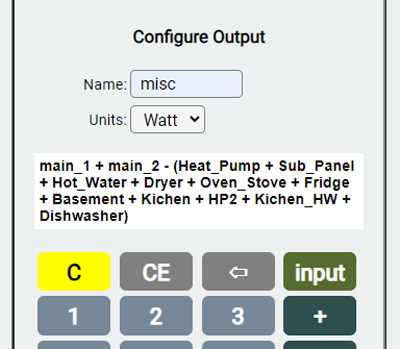 Configure Output
Name: misc
Units: Watt
main_1 + main_2 - (Heat_Pump + Sub_Panel
+ Hot_Water + Dryer + Oven_Stove + Fridge
+ Basement + Kichen + HP2 + Kichen_HW +
Dishwasher)
C CE ⇦ input
1 2 3 +